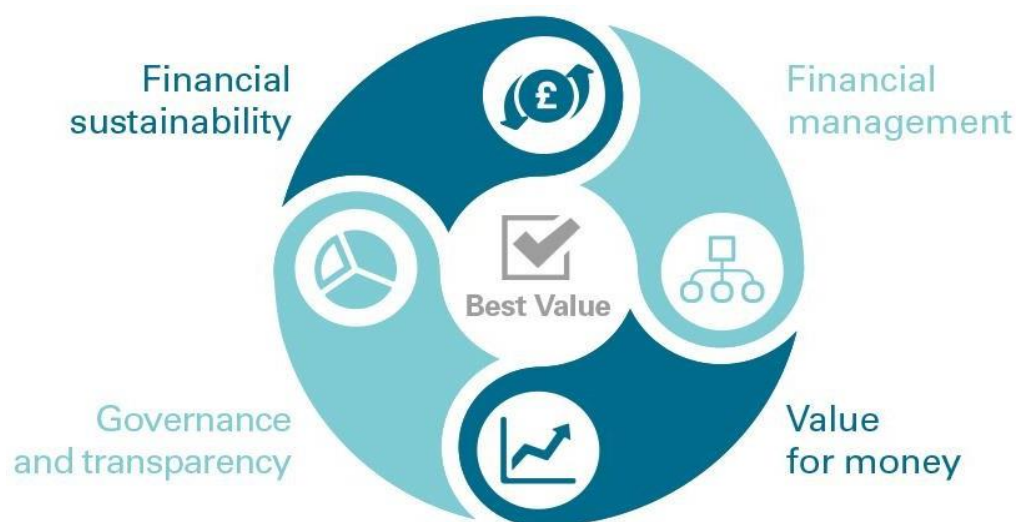 Financial
sustainability
Financial
management
£
Best Value
Governance
and transparency
Value
for money